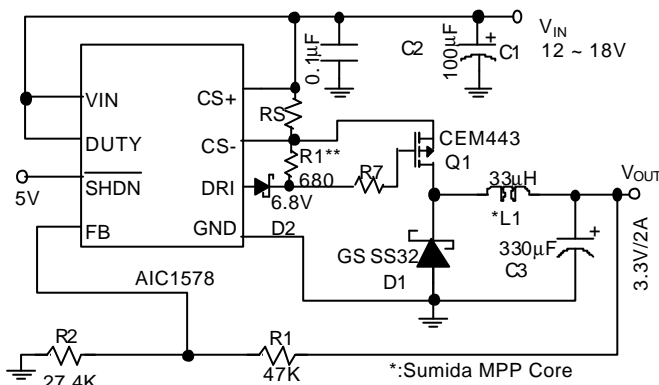 V_IN
12 ~ 18V
0.1µF
C2
100µF
+
C1
VIN
CS+
RS
DUTY
CS-
R1**
680
CEM443
Q1
SHDN
5V
DRI
6.8V
R7
33µH
*L1
V_OUT
FB
GND
D2
GS SS32
D1
330µF
C3
+
3.3V/2A
AIC1578
R2
27.4K
R1
47K
*:Sumida MPP Core